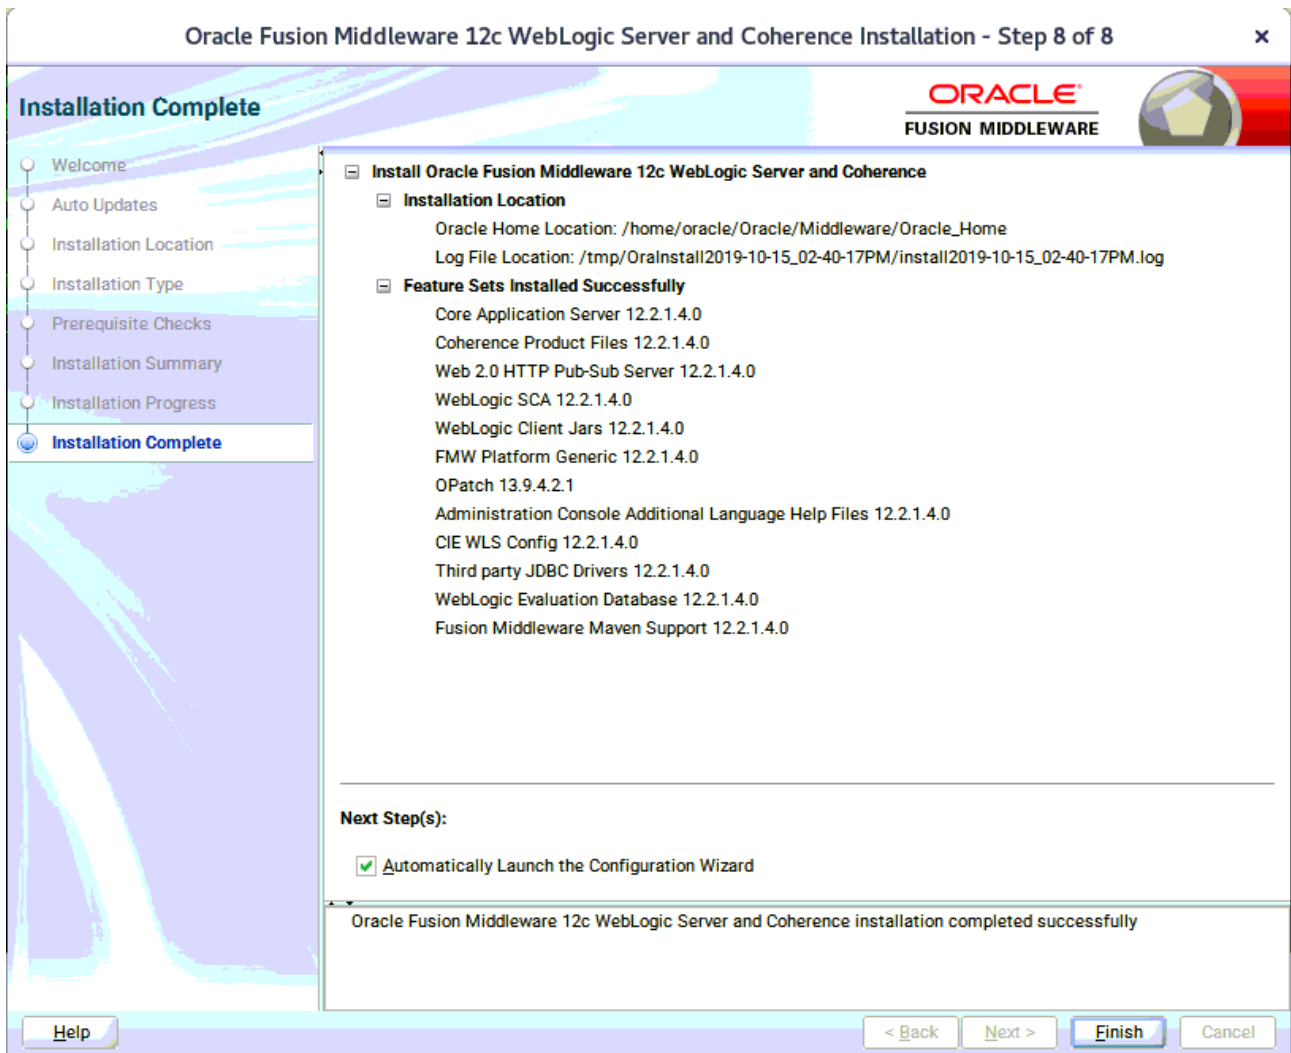 Oracle Fusion Middleware 12c WebLogic Server and Coherence Installation - Step 8 of 8
Installation Complete
ORACLE
FUSION MIDDLEWARE
Welcome
Auto Updates
Installation Location
Installation Type
Prerequisite Checks
Installation Summary
Installation Progress
Installation Complete
Install Oracle Fusion Middleware 12c WebLogic Server and Coherence
Installation Location
Oracle Home Location: /home/oracle/Oracle/Middleware/Oracle_Home
Log File Location: /tmp/OraInstall2019-10-15_02-40-17PM/install2019-10-15_02-40-17PM.log
Feature Sets Installed Successfully
Core Application Server 12.2.1.4.0
Coherence Product Files 12.2.1.4.0
Web 2.0 HTTP Pub-Sub Server 12.2.1.4.0
WebLogic SCA 12.2.1.4.0
WebLogic Client Jars 12.2.1.4.0
FMW Platform Generic 12.2.1.4.0
OPatch 13.9.4.2.1
Administration Console Additional Language Help Files 12.2.1.4.0
CIE WLS Config 12.2.1.4.0
Third party JDBC Drivers 12.2.1.4.0
WebLogic Evaluation Database 12.2.1.4.0
Fusion Middleware Maven Support 12.2.1.4.0
Next Step(s):
Automatically Launch the Configuration Wizard
Oracle Fusion Middleware 12c WebLogic Server and Coherence installation completed successfully
Help
< Back
Next >
Finish
Cancel